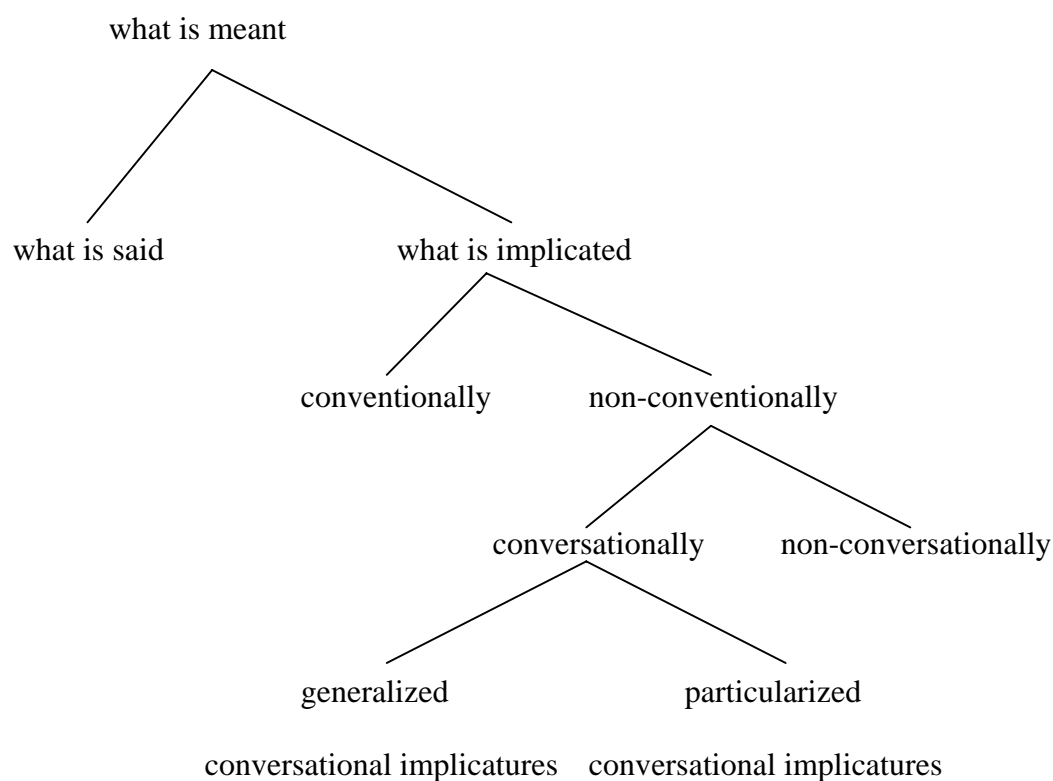 what is meant
what is said what is implicated
conventionally non-conventionally
conversationally non-conversationally
generalized particularized
conversational implicatures conversational implicatures